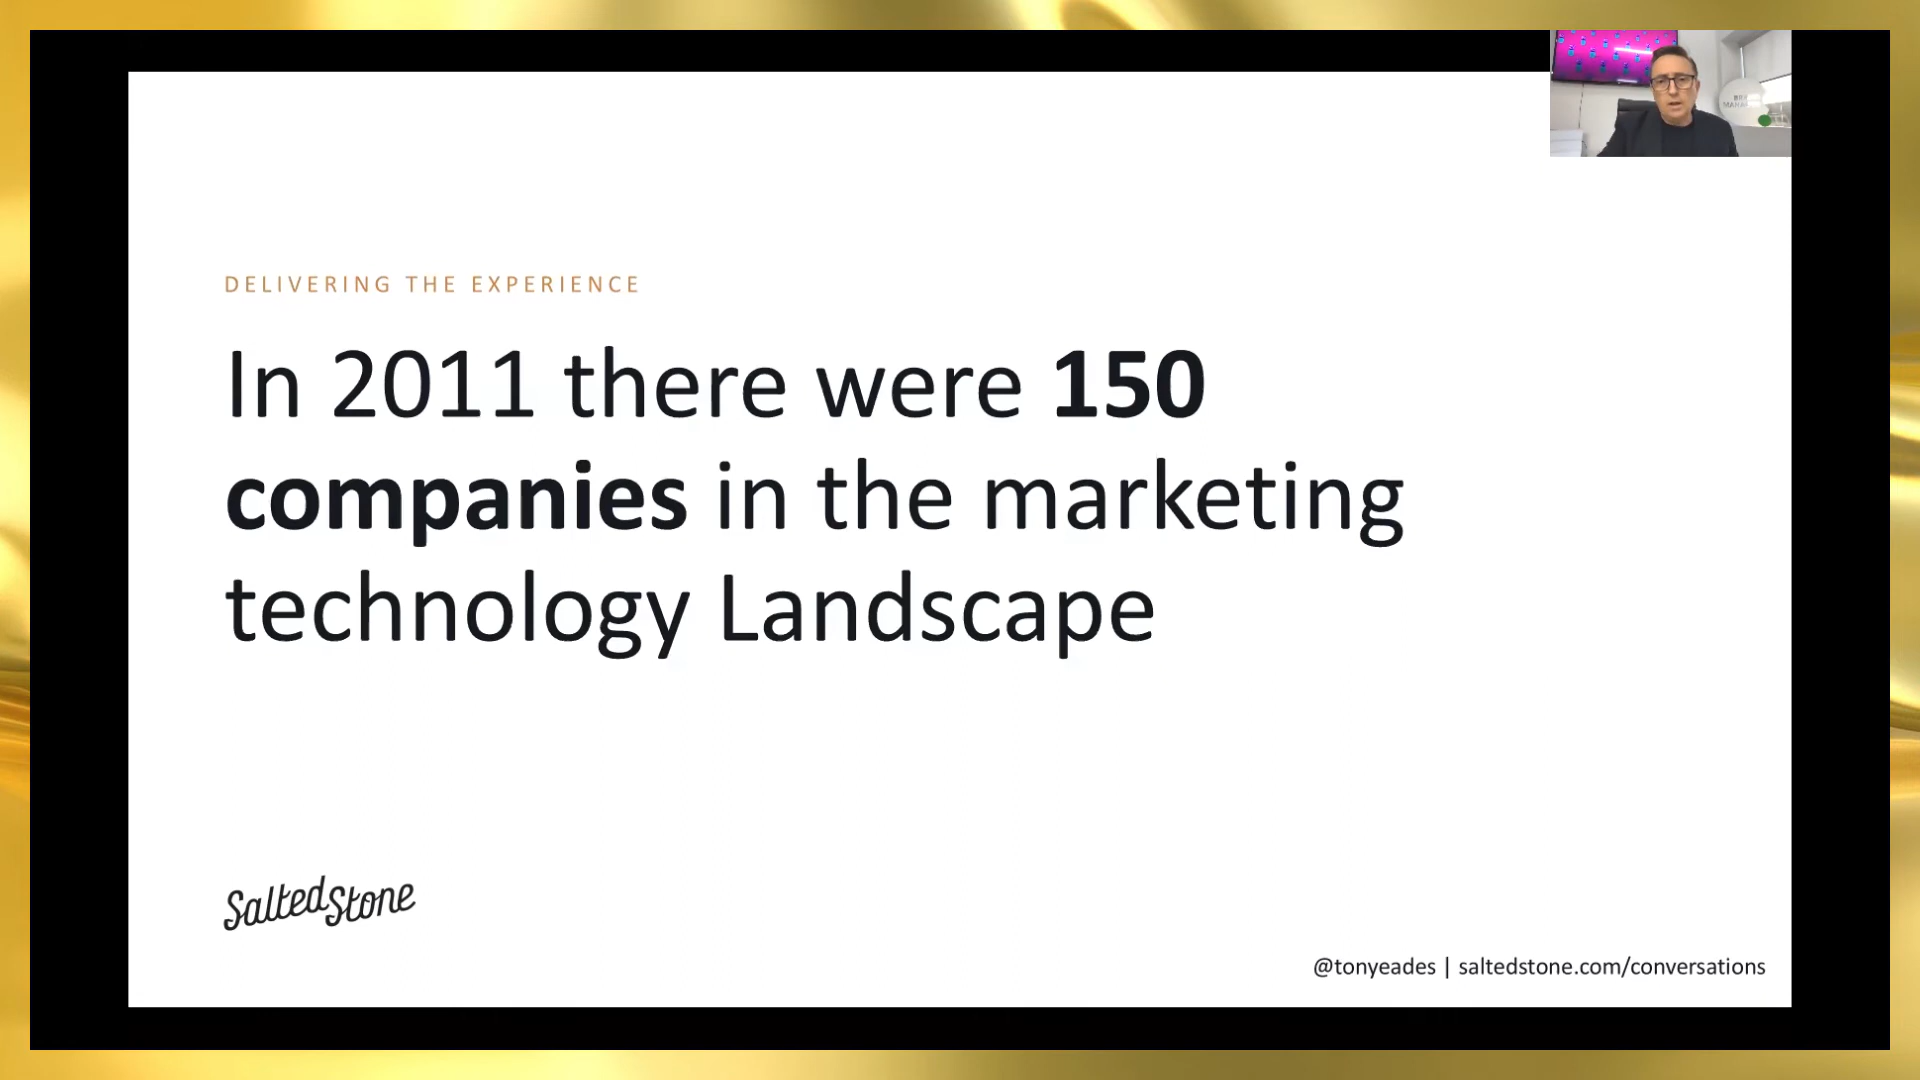 DELIVERING THE EXPERIENCE
In 2011 there were 150
companies in the marketing
technology Landscape
SaltedStone
@tonyeades | saltedstone.com/conversations